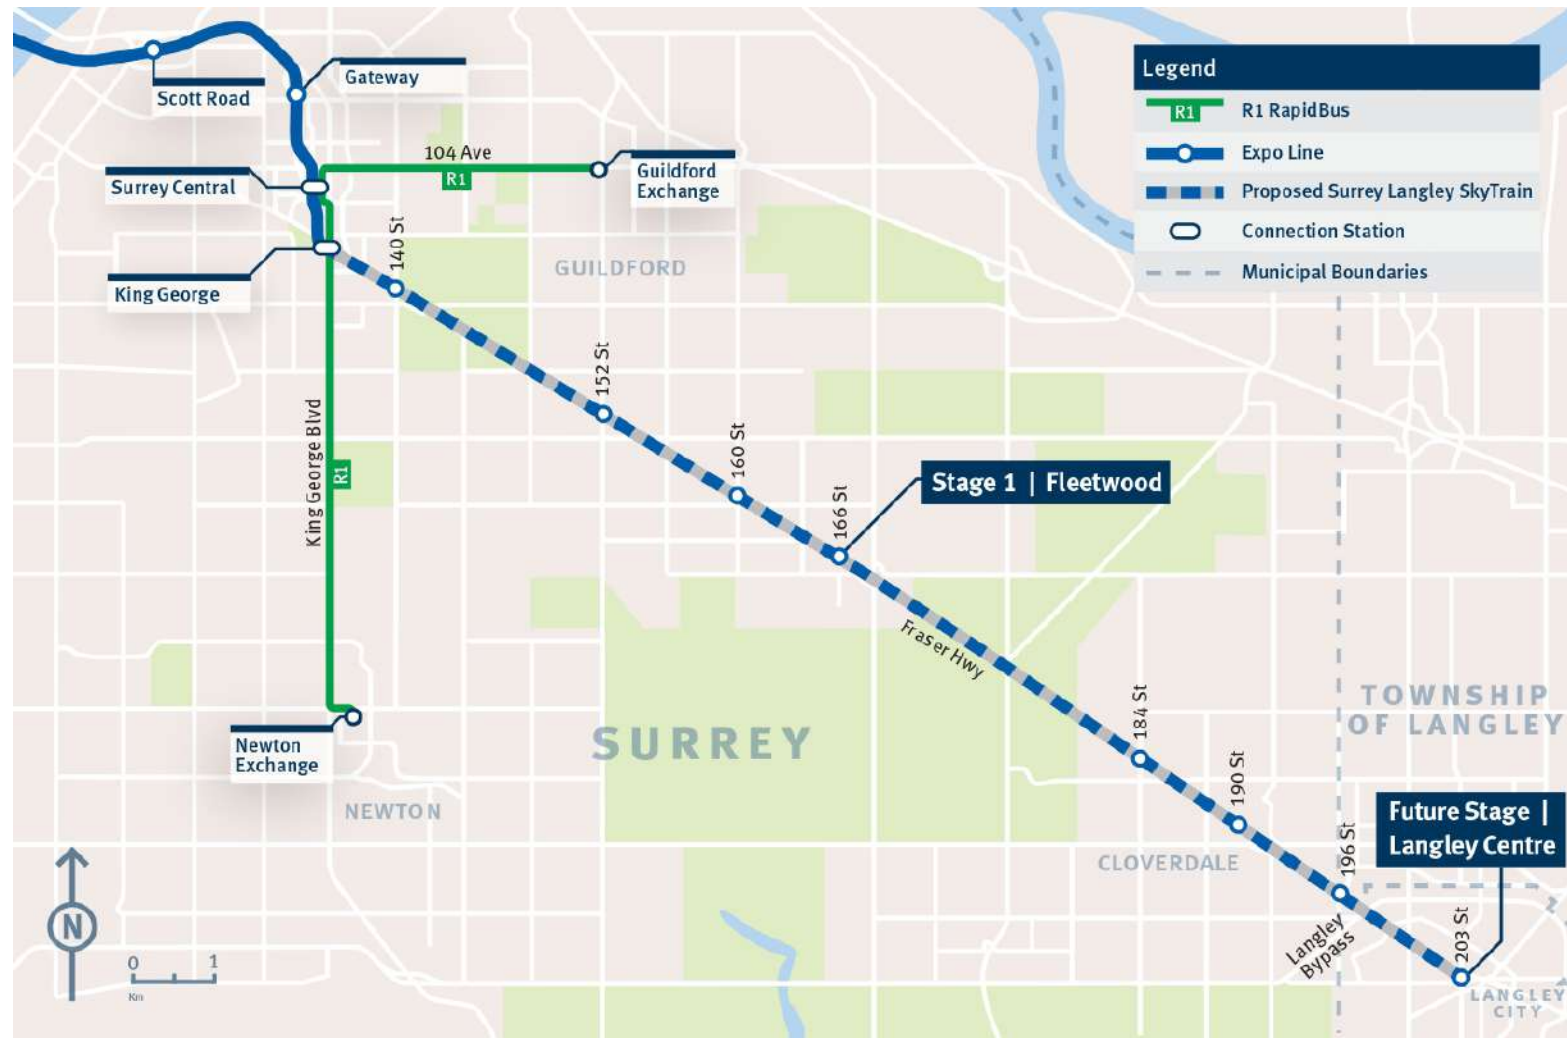 Scott Road
Gateway
Surrey Central
King George
104 Ave
R1
Guildford
Exchange
140 St
GUILDFORD
Legend
R1
R1 RapidBus
Expo Line
Proposed Surrey Langley SkyTrain
Connection Station
Municipal Boundaries
King George Blvd
R1
152 St
160 St
166 St
Stage 1 | Fleetwood
Fraser Hwy
Newton
Exchange
NEWTON
SURREY
184 St
190 St
196 St
TOWNSHIP
OF LANGLEY
Future Stage |
Langley Centre
CLOVERDALE
Langley
Bypass
203 St
LANGLEY
CITY
N
0 1
Km